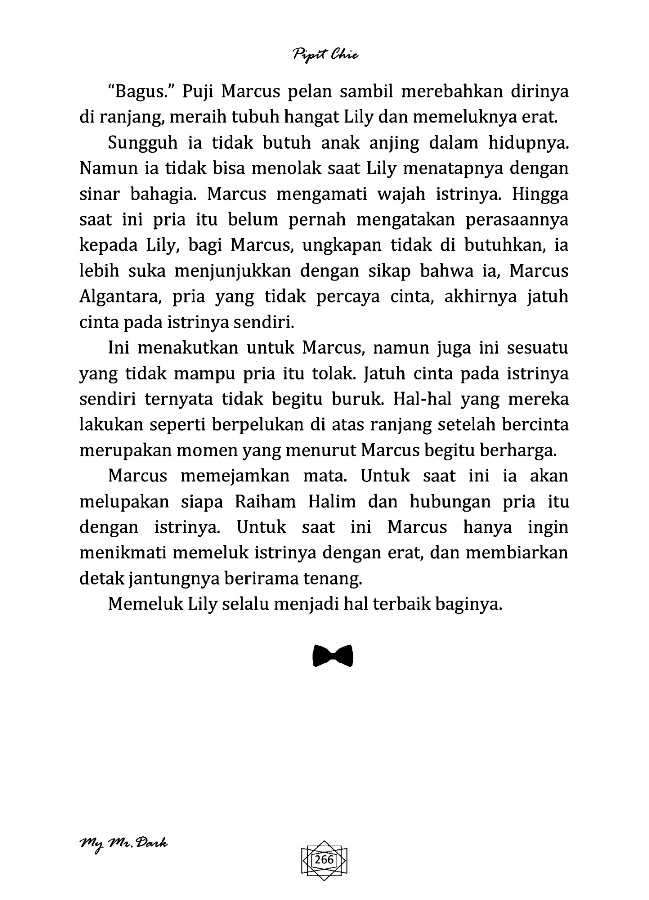 Pipit Chie
“Bagus.” Puji Marcus pelan sambil merebahkan dirinya
di ranjang, meraih tubuh hangat Lily dan memeluknya erat.
Sungguh ia tidak butuh anak anjing dalam hidupnya.
Namun ia tidak bisa menolak saat Lily menatapnya dengan
sinar bahagia. Marcus mengamati wajah istrinya. Hingga
saat ini pria itu belum pernah mengatakan perasaannya
kepada Lily, bagi Marcus, ungkapan tidak di butuhkan, ia
lebih suka menjunjukkan dengan sikap bahwa ia, Marcus
Algantara, pria yang tidak percaya cinta, akhirnya jatuh
cinta pada istrinya sendiri.
Ini menakutkan untuk Marcus, namun juga ini sesuatu
yang tidak mampu pria itu tolak. Jatuh cinta pada istrinya
sendiri ternyata tidak begitu buruk. Hal-hal yang mereka
lakukan seperti berpelukan di atas ranjang setelah bercinta
merupakan momen yang menurut Marcus begitu berharga.
Marcus memejamkan mata. Untuk saat ini ia akan
melupakan siapa Raiham Halim dan hubungan pria itu
dengan istrinya. Untuk saat ini Marcus hanya ingin
menikmati memeluk istrinya dengan erat, dan membiarkan
detak jantungnya berirama tenang.
Memeluk Lily selalu menjadi hal terbaik baginya.
My Mr. Dark
266